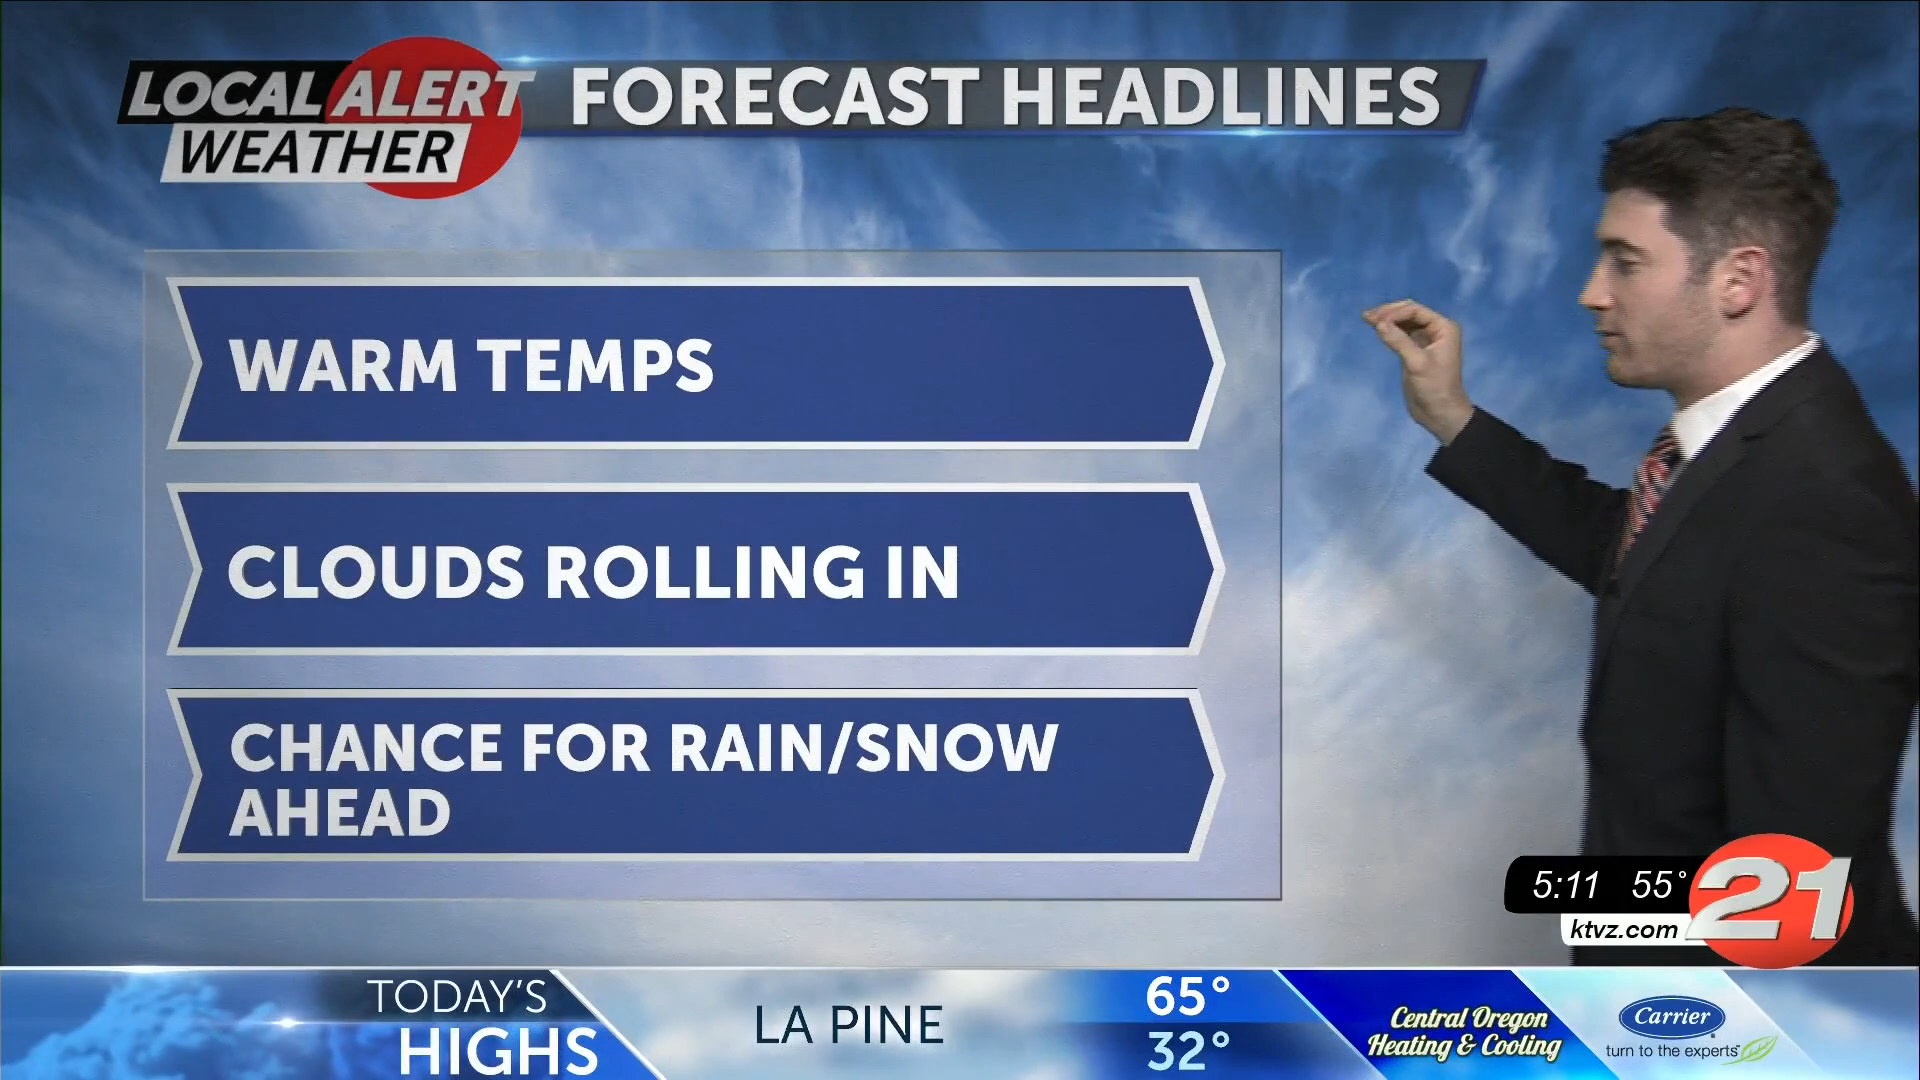 LOCAL ALERT
WEATHER
FORECAST HEADLINES
WARM TEMPS
CLOUDS ROLLING IN
CHANCE FOR RAIN/SNOW
AHEAD
5:11 55°
21
ktvz.com
TODAY'S
HIGHS
LA PINE
65°
32°
Central Oregon
Heating & Cooling
Carrier
turn to the experts